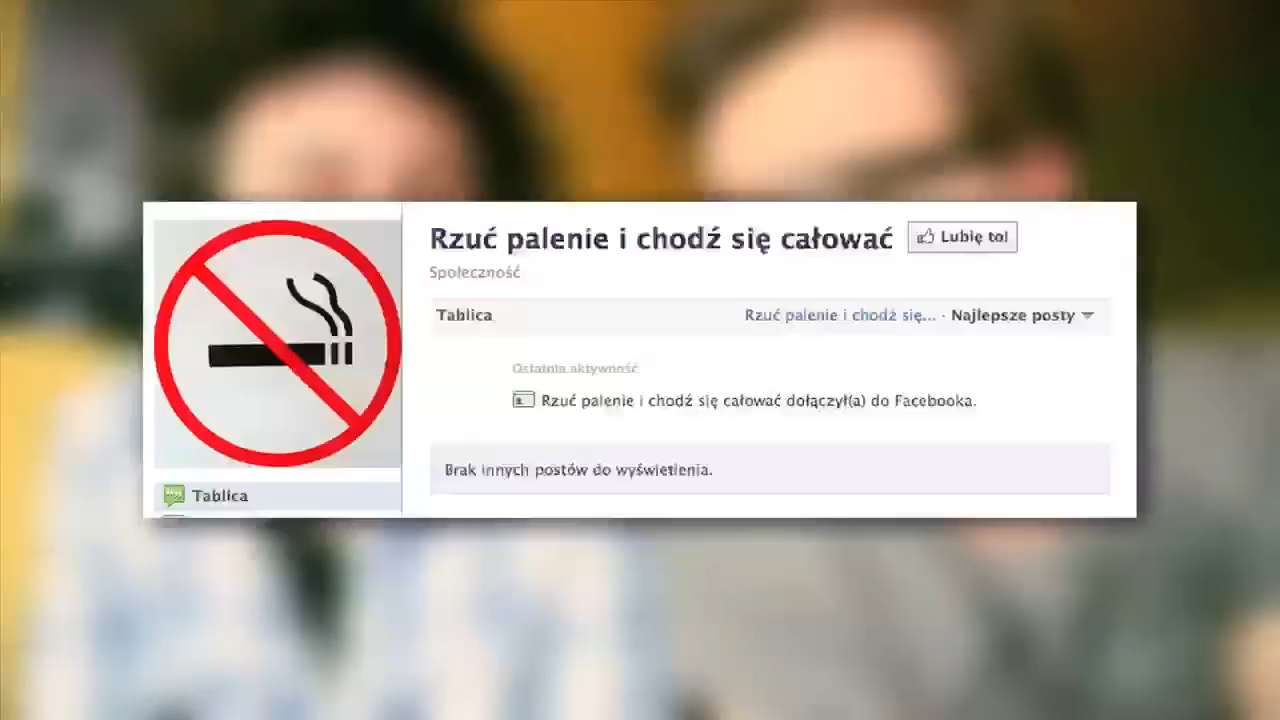 Rzuć palenie i chodź się całować
Lubię to!
Społeczność
Tablica
Rzuć palenie i chodź się... · Najlepsze posty
Ostatnia aktywność
Rzuć palenie i chodź się całować dołączył(a) do Facebooka.
Brak innych postów do wyświetlenia.
Tablica